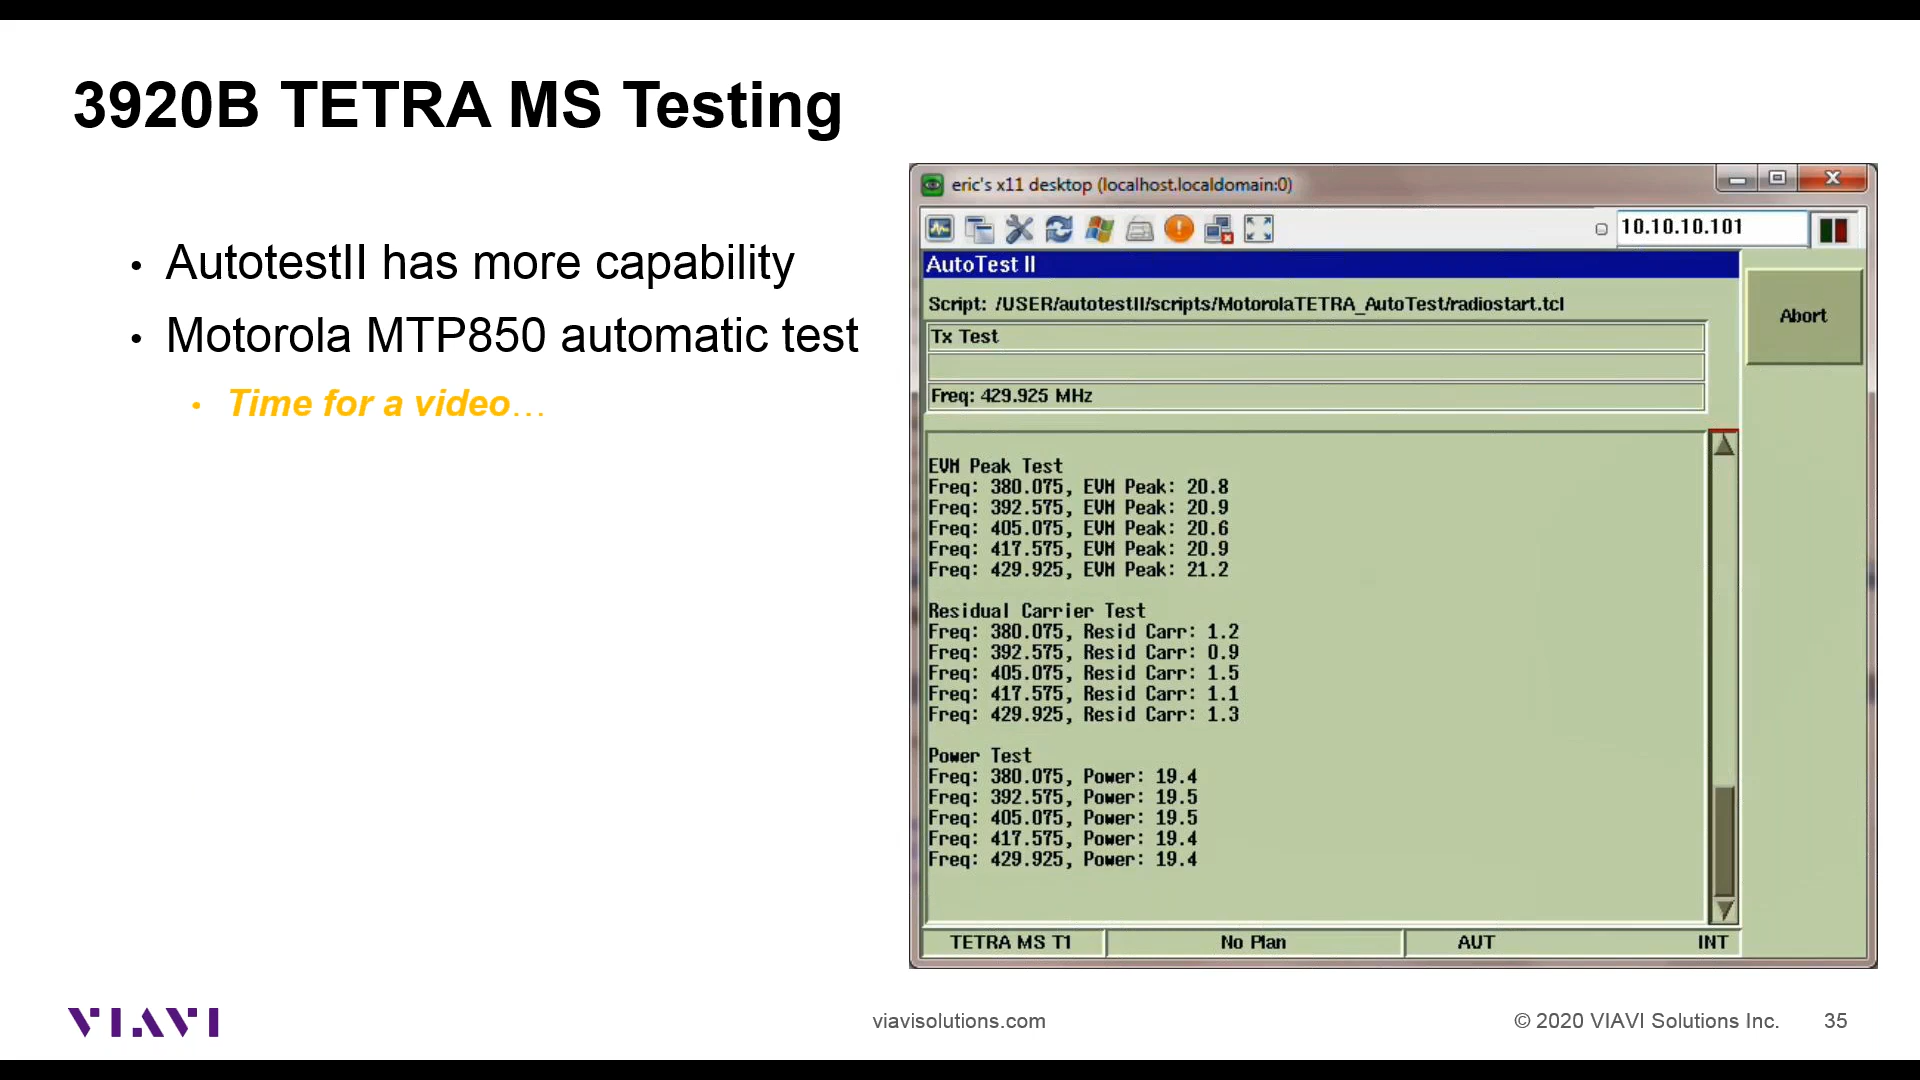 3920B TETRA MS Testing
• AutotestII has more capability
• Motorola MTP850 automatic test
• Time for a video…
eric's x11 desktop (localhost.localdomain:0)
10.10.10.101
AutoTest II
Script: /USER/autotestII/scripts/MotorolaTETRA_AutoTest/radiostart.tcl
Abort
Tx Test
Freq: 429.925 MHz
EVM Peak Test
Freq: 380.075, EVM Peak: 20.8
Freq: 392.575, EVM Peak: 20.9
Freq: 405.075, EVM Peak: 20.6
Freq: 417.575, EVM Peak: 20.9
Freq: 429.925, EVM Peak: 21.2
Residual Carrier Test
Freq: 380.075, Resid Carr: 1.2
Freq: 392.575, Resid Carr: 0.9
Freq: 405.075, Resid Carr: 1.5
Freq: 417.575, Resid Carr: 1.1
Freq: 429.925, Resid Carr: 1.3
Power Test
Freq: 380.075, Power: 19.4
Freq: 392.575, Power: 19.5
Freq: 405.075, Power: 19.5
Freq: 417.575, Power: 19.4
Freq: 429.925, Power: 19.4
TETRA MS T1 No Plan AUT INT
VIAVI viavisolutions.com © 2020 VIAVI Solutions Inc. 35